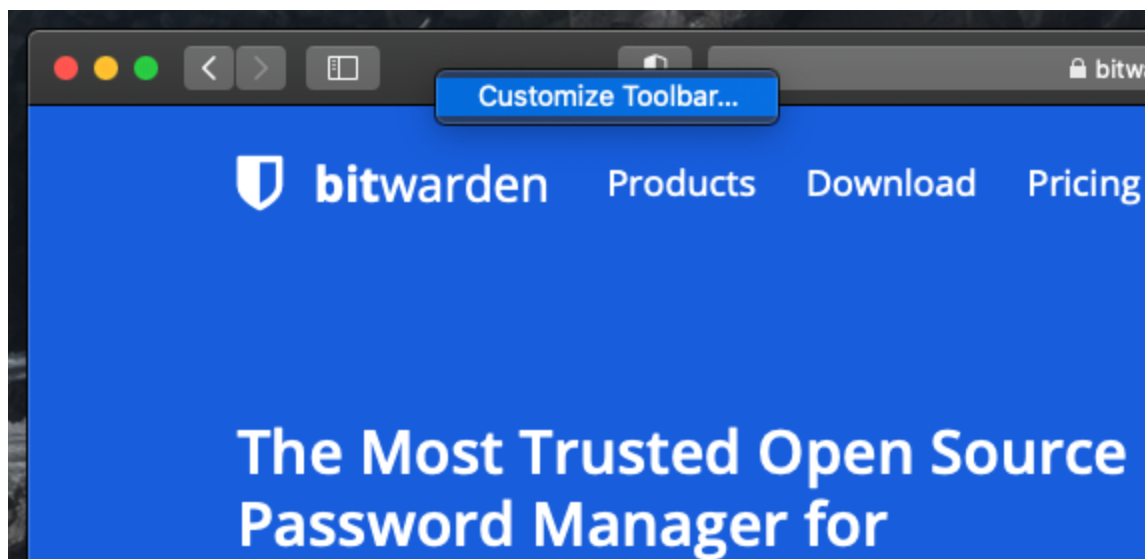 bitw
Customize Toolbar...
bitwarden Products Download Pricing
The Most Trusted Open Source
Password Manager for